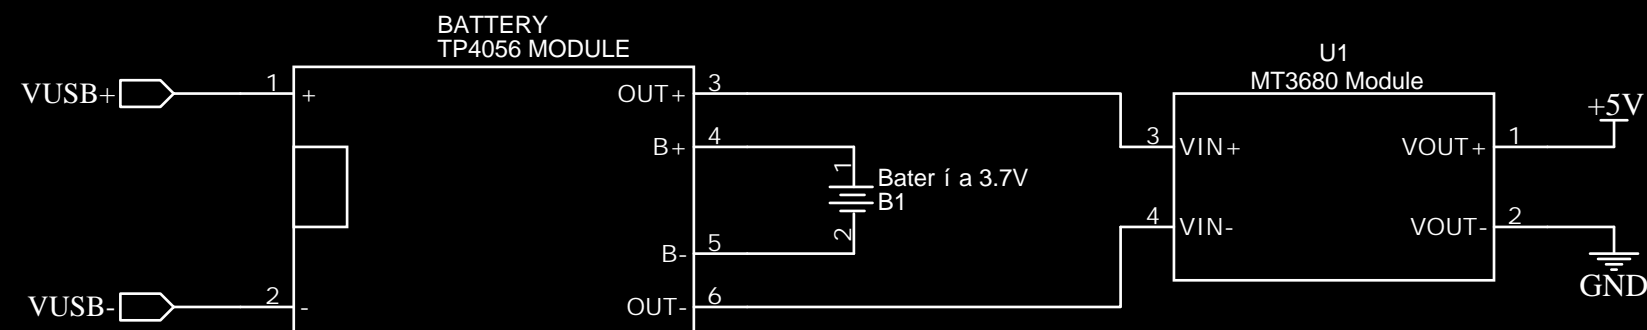 BATTERY
TP4056 MODULE
U1
MT3680 Module
VUSB+
1
+
OUT+
3
+5V
B+
4
3
VIN+
VOUT+
1
1
Bater í a 3.7V
B1
2
4
VIN-
VOUT-
2
B-
5
GND
VUSB-
2
-
OUT-
6